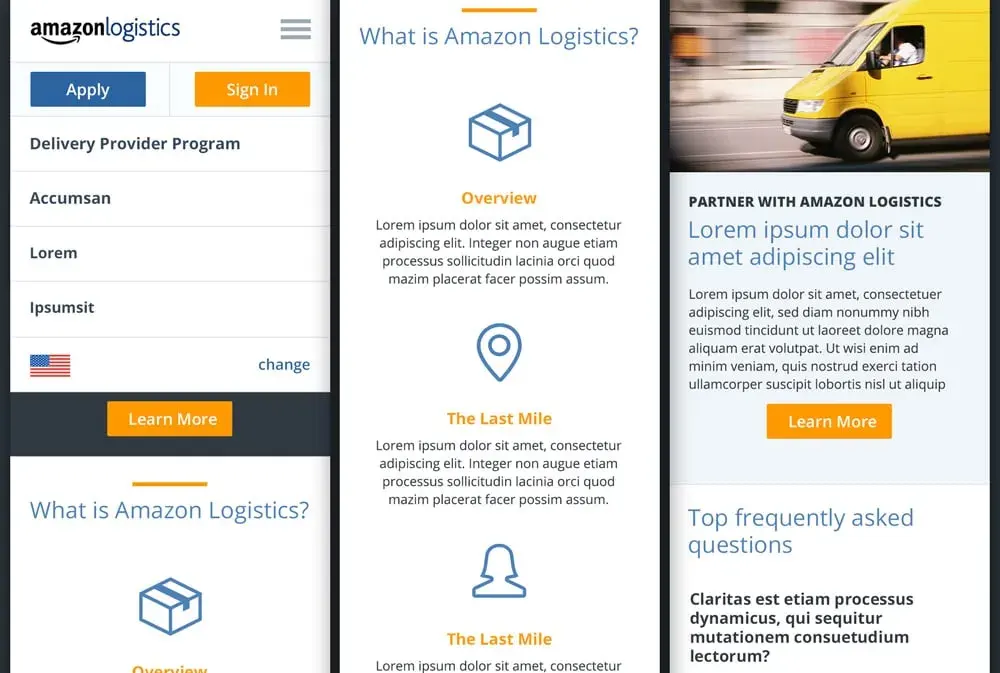 amazonlogistics
Apply
Sign In
Delivery Provider Program
Accumsan
Lorem
Ipsumsit
change
Learn More
What is Amazon Logistics?
Overview
What is Amazon Logistics?
Overview
Lorem ipsum dolor sit amet, consectetur
adipiscing elit. Integer non augue etiam
processus sollicitudin lacinia orci quod
mazim placerat facer possim assum.
The Last Mile
Lorem ipsum dolor sit amet, consectetur
adipiscing elit. Integer non augue etiam
processus sollicitudin lacinia orci quod
mazim placerat facer possim assum.
The Last Mile
Lorem ipsum dolor sit amet, consectetur
PARTNER WITH AMAZON LOGISTICS
Lorem ipsum dolor sit
amet adipiscing elit
Lorem ipsum dolor sit amet, consectetuer
adipiscing elit, sed diam nonummy nibh
euismod tincidunt ut laoreet dolore magna
aliquam erat volutpat. Ut wisi enim ad
minim veniam, quis nostrud exerci tation
ullamcorper suscipit lobortis nisl ut aliquip
Learn More
Top frequently asked
questions
Claritas est etiam processus
dynamicus, qui sequitur
mutationem consuetudium
lectorum?